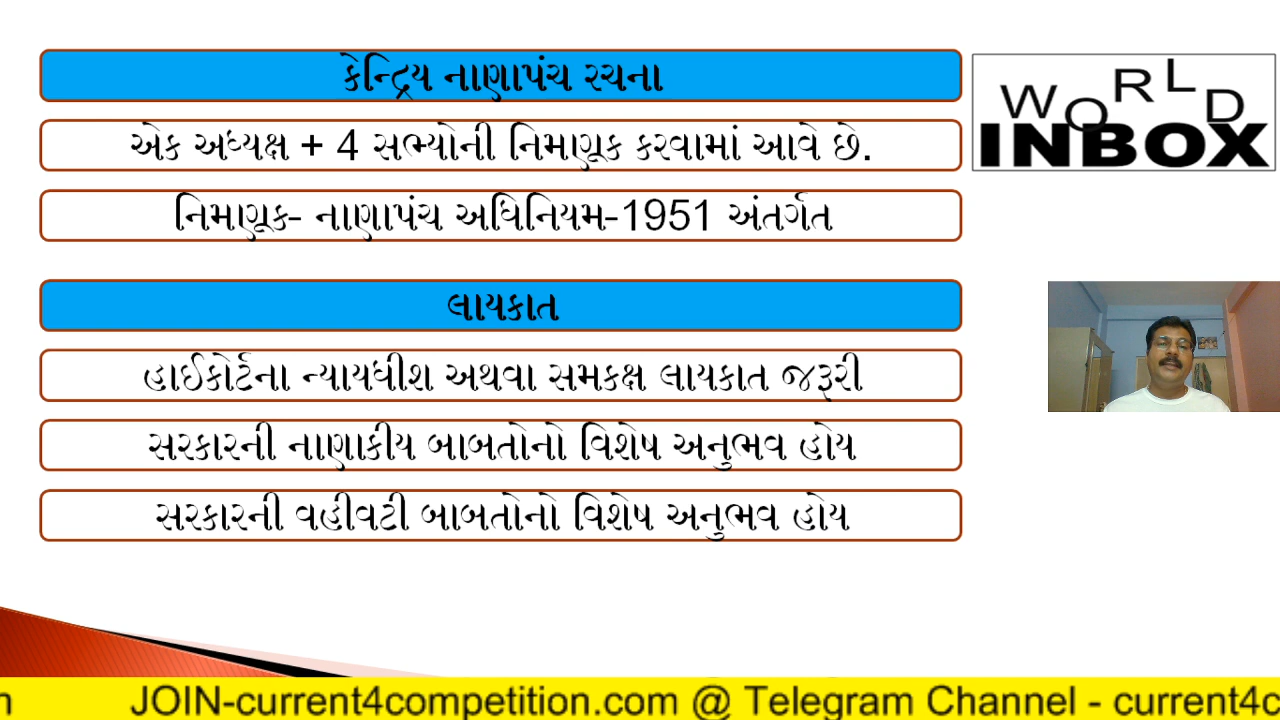 કેન્દ્રિય નાણાપંચ રચના
એક અધ્યક્ષ + 4 સભ્યોની નિમાણૂક કરવામાં આવે છે.
નિમાણૂક- નાણાપંચ અધિનિયમ-1951 અંતર્ગત
લાયકાત
હાઈકોર્ટના ન્યાયધીશ અથવા સમકક્ષ લાયકાત જરૂરી
સરકારની નાણાકીય બાબતોનો વિશેષ અનુભવ હોય
સરકારની વહીવટી બાબતોનો વિશેષ અનુભવ હોય
WORLD
INBOX
n JOIN-current4competition.com @ Telegram Channel - current4c